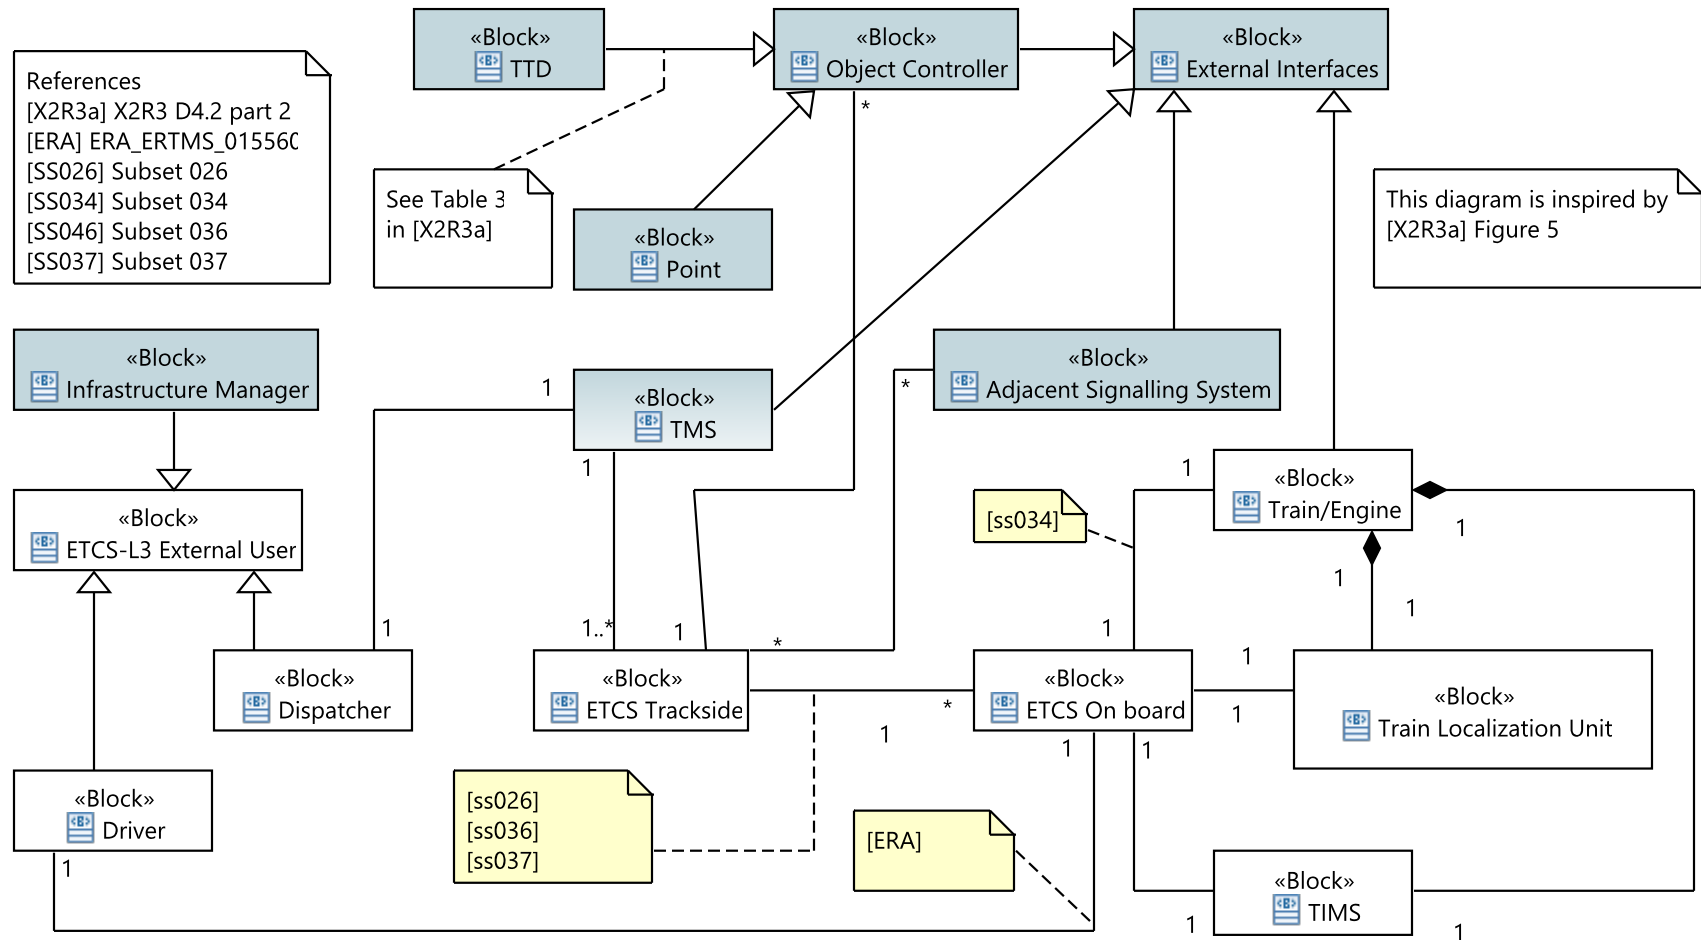 «Block»
TTD
«Block»
Object Controller
«Block»
External Interfaces
References
[X2R3a] X2R3 D4.2 part 2
[ERA] ERA_ERTMS_015560
[SS026] Subset 026
[SS034] Subset 034
[SS046] Subset 036
[SS037] Subset 037
*
See Table 3
in [X2R3a]
«Block»
Point
This diagram is inspired by
[X2R3a] Figure 5
«Block»
Infrastructure Manager
1
«Block»
TMS
*
«Block»
Adjacent Signalling System
1
1
«Block»
Train/Engine
1
«Block»
ETCS-L3 External User
[ss034]
1
1
1
1..*
1
*
1
1
«Block»
Dispatcher
«Block»
ETCS Trackside
*
1
«Block»
ETCS On board
1
1
«Block»
Train Localization Unit
1
1
«Block»
Driver
1
[ss026]
[ss036]
[ss037]
[ERA]
«Block»
TIMS
1
1